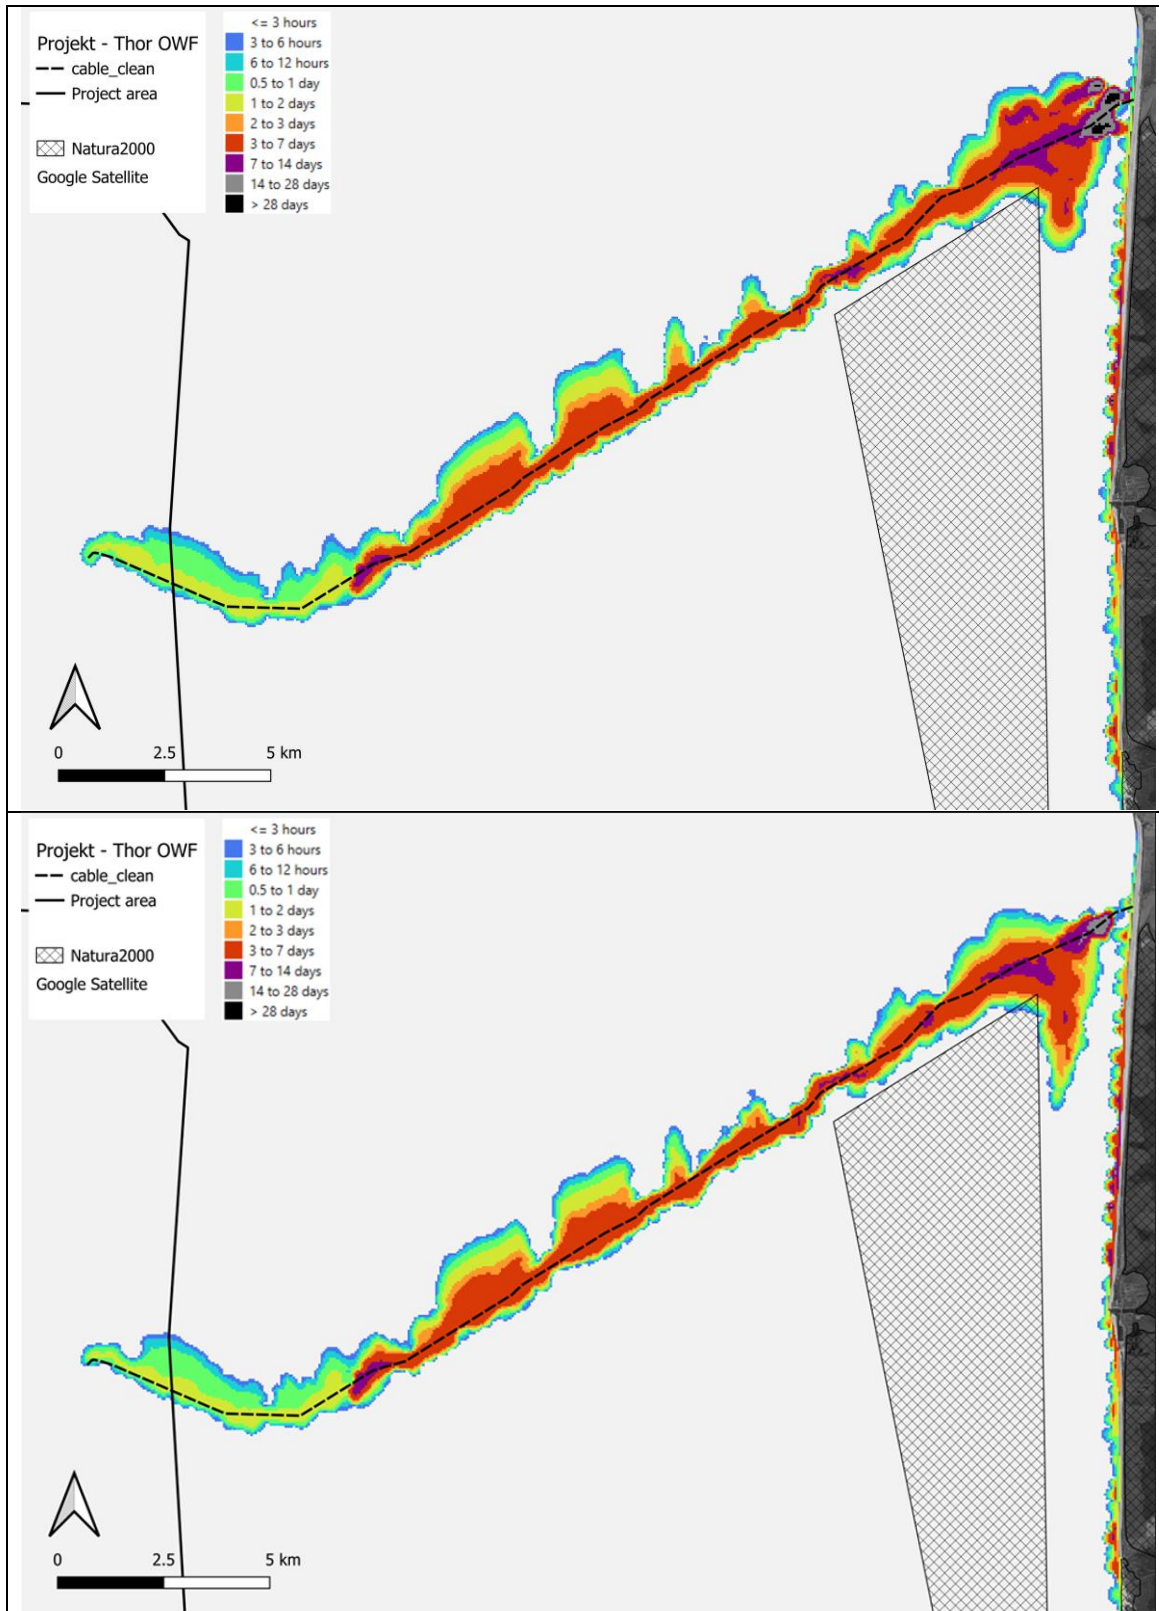 Projekt - Thor OWF
cable_clean
Project area
Natura2000
Google Satellite
<= 3 hours
3 to 6 hours
6 to 12 hours
0.5 to 1 day
1 to 2 days
2 to 3 days
3 to 7 days
7 to 14 days
14 to 28 days
> 28 days
0 2.5 5 km
Projekt - Thor OWF
cable_clean
Project area
Natura2000
Google Satellite
<= 3 hours
3 to 6 hours
6 to 12 hours
0.5 to 1 day
1 to 2 days
2 to 3 days
3 to 7 days
7 to 14 days
14 to 28 days
> 28 days
0 2.5 5 km